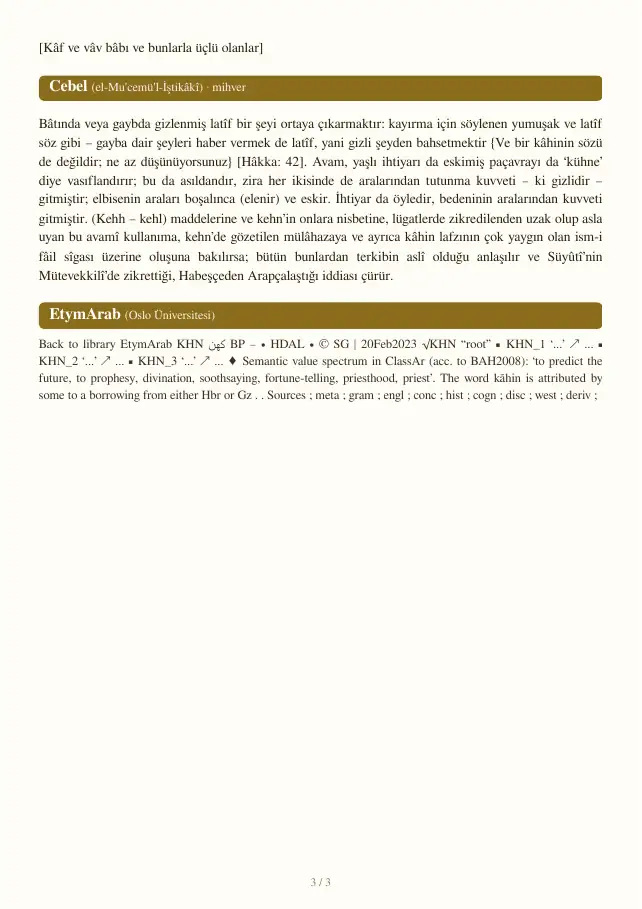 [Kâf ve vâv bâbı ve bunlarla üçlü olanlar]
Cebel (el-Mu'cemü'l-İştikâkî) · mihver
Bâtında veya gaybda gizlenmiş latîf bir şeyi ortaya çıkarmaktır: kayırma için söylenen yumuşak ve latîf
söz gibi – gayba dair şeyleri haber vermek de latîf, yani gizli şeyden bahsetmektir {Ve bir kâhinin sözü
de değildir; ne az düşünüyorsunuz} [Hâkka: 42]. Avam, yaşlı ihtiyarı da eskimiş paçavrayı da ‘kühne’
diye vasıflandırır; bu da asıldandır, zira her ikisinde de aralarından tutunma kuvveti – ki gizlidir –
gitmiştir; elbisenin araları boşalınca (elenir) ve eskir. İhtiyar da öyledir, bedeninin aralarından kuvveti
gitmiştir. (Kehh – kehl) maddelerine ve kehn’in onlara nisbetine, lügatlerde zikredilenden uzak olup asla
uyan bu avamî kullanıma, kehn’de gözetilen mülâhazaya ve ayrıca kâhin lafzının çok yaygın olan ism-i
fâil sîgası üzerine oluşuna bakılırsa; bütün bunlardan terkibin aslî olduğu anlaşılır ve Süyûtî’nin
Mütevekkilî’de zikrettiği, Habeşçeden Arapçalaştığı iddiası çürür.
EtymArab (Oslo Üniversitesi)
Back to library EtymArab KHN كهن BP – • HDAL • © SG | 20Feb2023 √KHN “root” ▪ KHN_1 ‘...’ ↗ ... ▪
KHN_2 ‘...’ ↗ ... ▪ KHN_3 ‘...’ ↗ ... ♦ Semantic value spectrum in ClassAr (acc. to BAH2008): ‘to predict the
future, to prophesy, divination, soothsaying, fortune-telling, priesthood, priest’. The word kāhin is attributed by
some to a borrowing from either Hbr or Gz . . Sources ; meta ; gram ; engl ; conc ; hist ; cogn ; disc ; west ; deriv ;
3 / 3